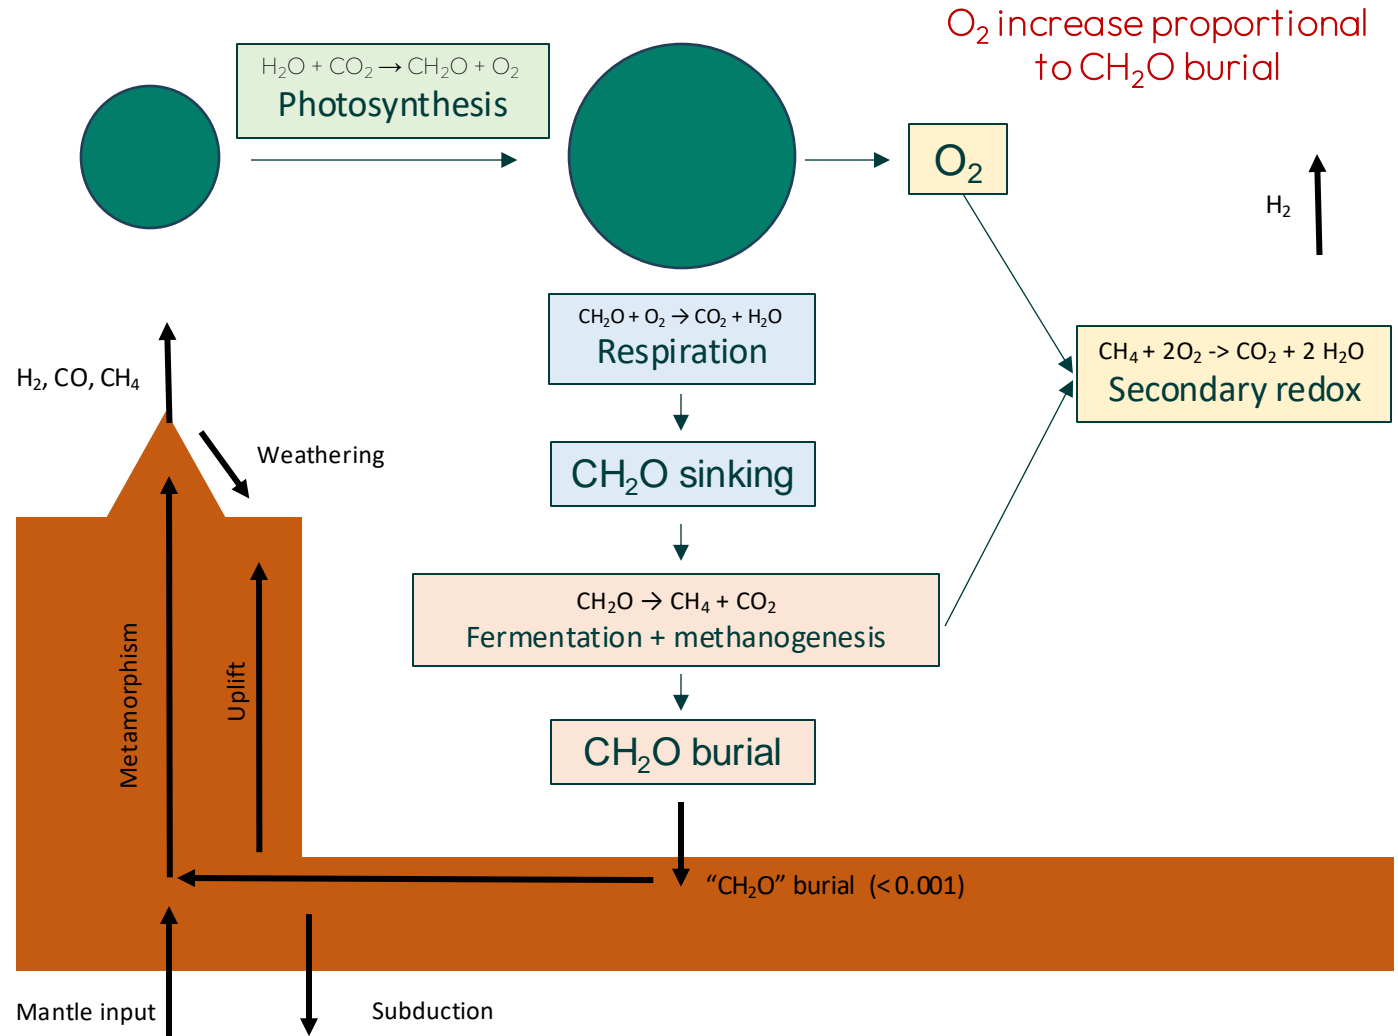 O₂ increase proportional
to CH₂O burial
H₂O + CO₂ → CH₂O + O₂
Photosynthesis
O₂
H₂
CH₂O + O₂ → CO₂ + H₂O
Respiration
CH₄ + 2O₂ -> CO₂ + 2 H₂O
Secondary redox
H₂, CO, CH₄
Weathering
CH₂O sinking
CH₂O → CH₄ + CO₂
Fermentation + methanogenesis
Metamorphism
Uplift
CH₂O burial
“CH₂O” burial (< 0.001)
Mantle input
Subduction